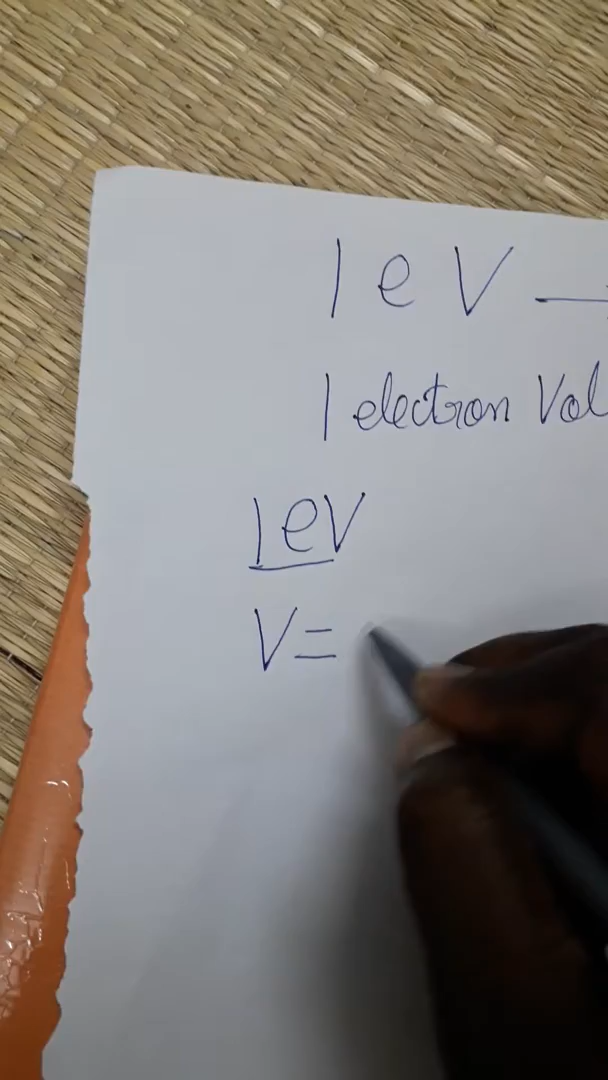 1 e V —
1 electron Vol
1eV
V =